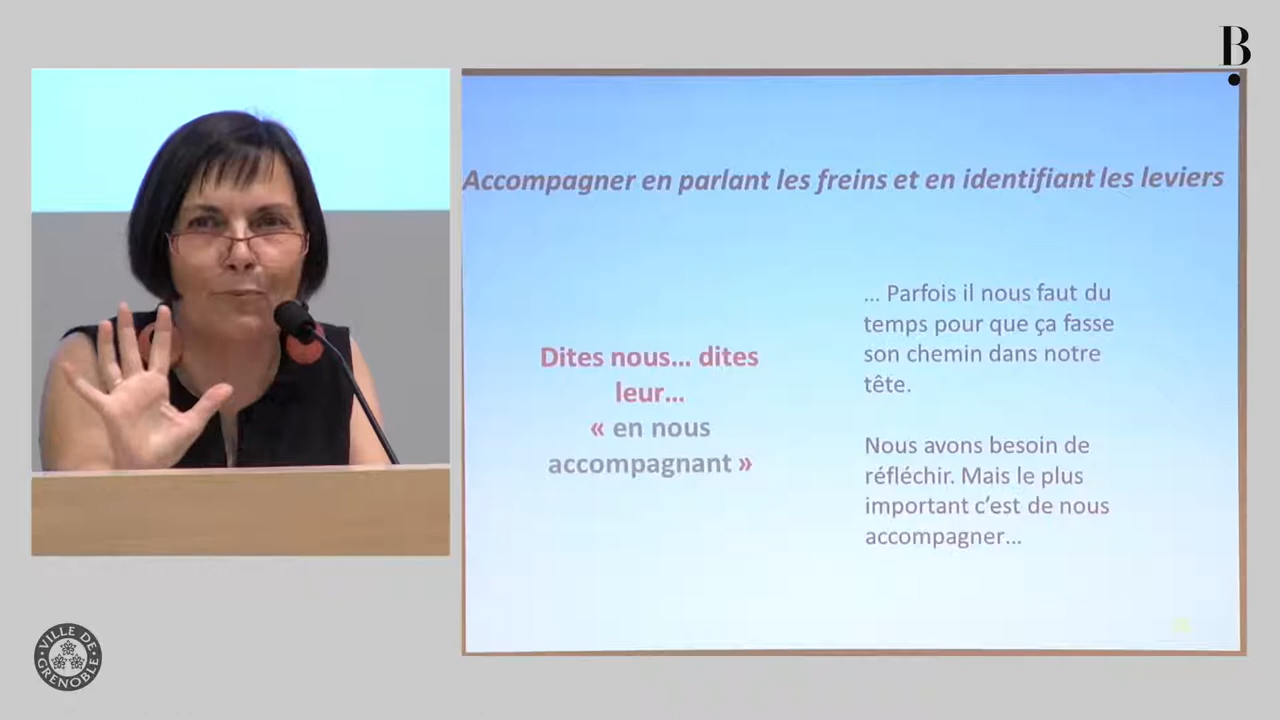 B
Accompagner en parlant les freins et en identifiant les leviers
... Parfois il nous faut du
temps pour que ça fasse
son chemin dans notre
tête.
Dites nous... dites
leur...
« en nous
accompagnant »
Nous avons besoin de
réfléchir. Mais le plus
important c'est de nous
accompagner...
VILLE DE
GRENOBLE